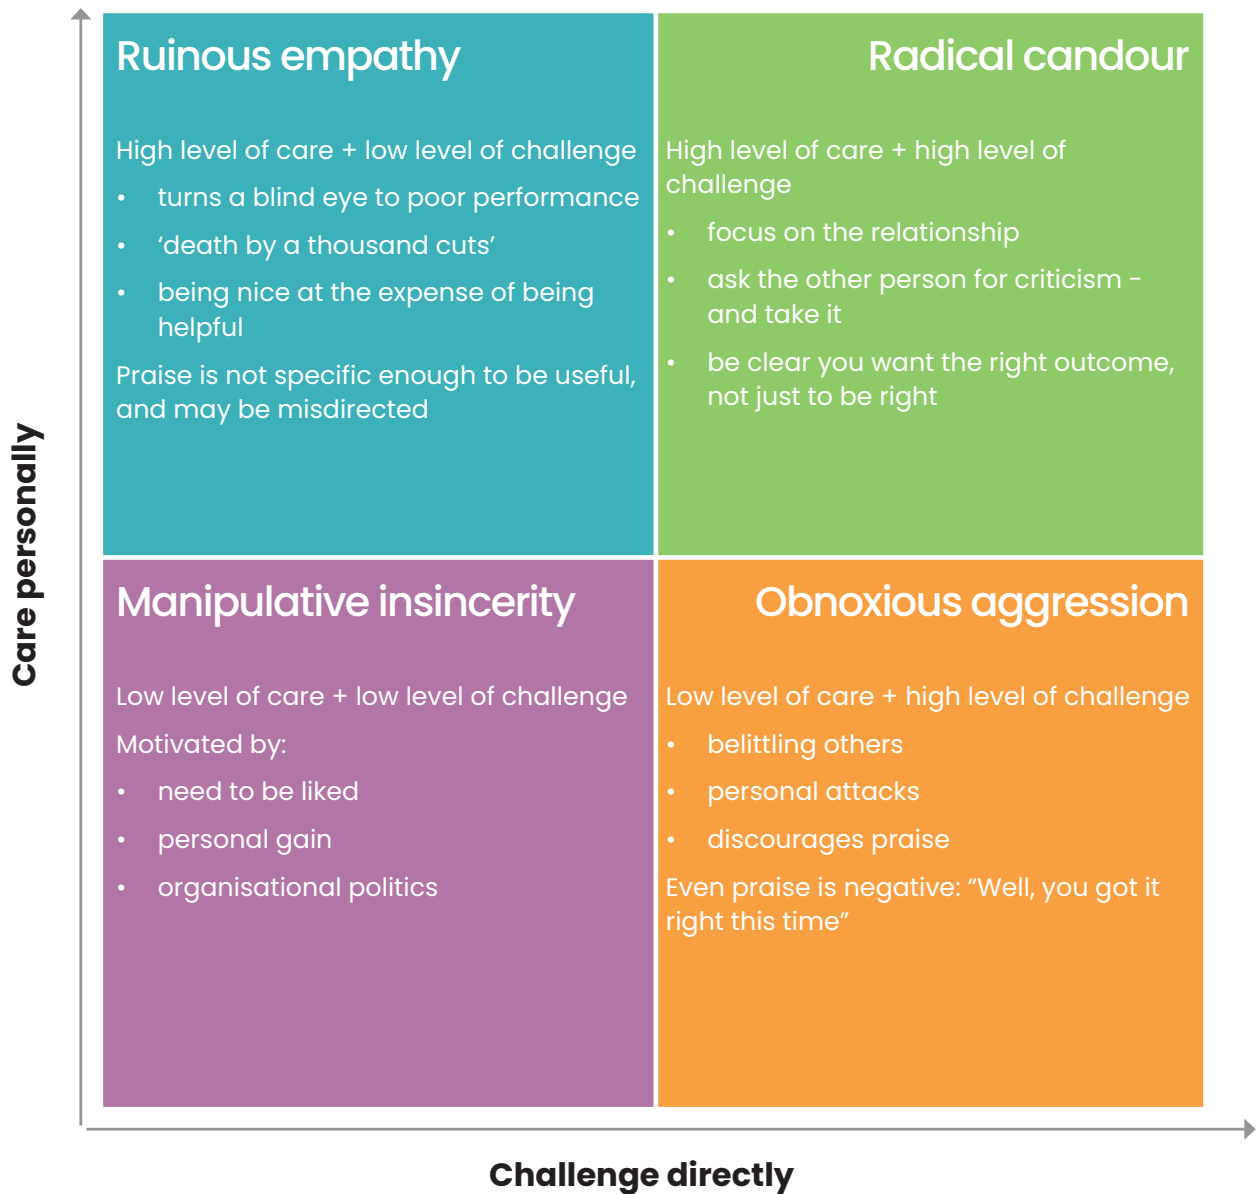 Ruinous empathy
High level of care + low level of challenge
• turns a blind eye to poor performance
• ‘death by a thousand cuts’
• being nice at the expense of being
helpful
Praise is not specific enough to be useful,
and may be misdirected
Radical candour
High level of care + high level of
challenge
• focus on the relationship
• ask the other person for criticism -
and take it
• be clear you want the right outcome,
not just to be right
Manipulative insincerity
Low level of care + low level of challenge
Motivated by:
• need to be liked
• personal gain
• organisational politics
Obnoxious aggression
Low level of care + high level of challenge
• belittling others
• personal attacks
• discourages praise
Even praise is negative: “Well, you got it
right this time”
Care personally
Challenge directly